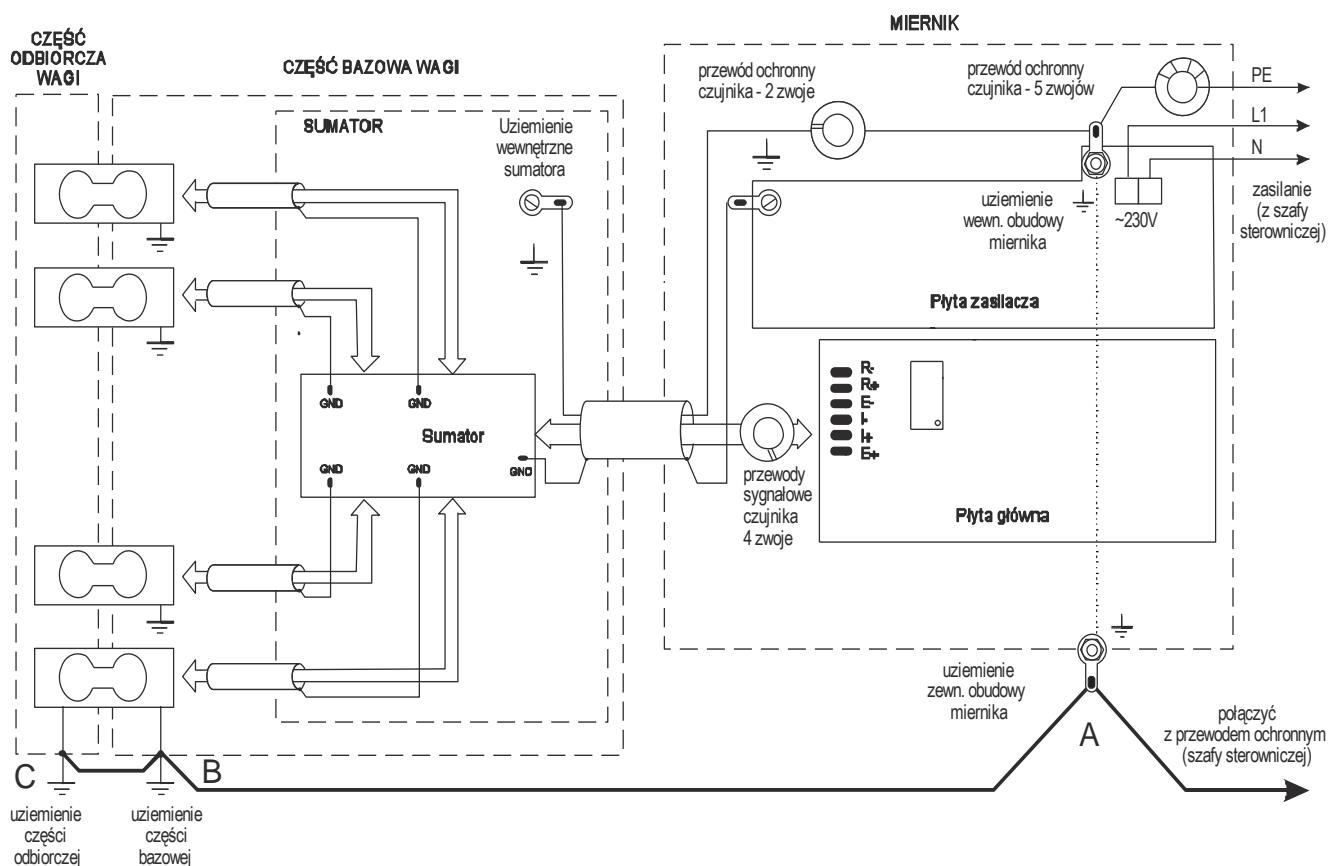 MIERNIK
CZĘŚĆ
ODBIORCZA
WAGI
CZĘŚĆ BAZOWA WAGI
przewód ochronny
czujnika - 2 zwoje
przewód ochronny
czujnika - 5 zwojów
PE
L1
N
SUMATOR
Uziemienie
wewnętrzne
sumatora
uziemienie
wewn. obudowy
miernika
~230V
zasilanie
(z szafy
sterowniczej)
Płyta zasilacza
R-
R+
E-
I-
I+
E+
GND
GND
Sumator
GND
GND
GND
przewody
sygnałowe
czujnika
4 zwoje
Płyta główna
uziemienie
zewn. obudowy
miernika
A
połączyć
z przewodem ochronnym
(szafy sterowniczej)
C
B
uziemienie
części
odbiorczej
uziemienie
części
bazowej